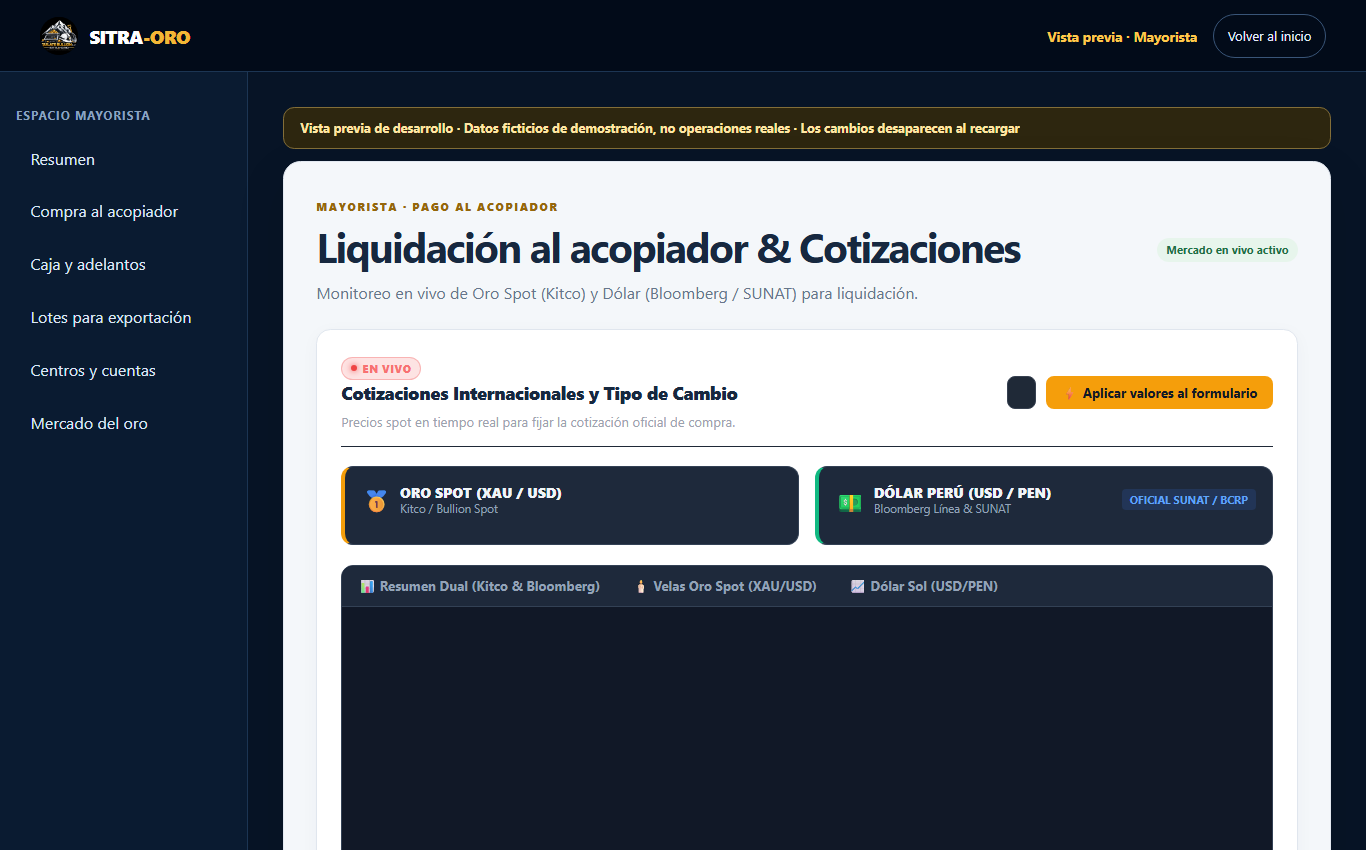 SITRA-ORO
Vista previa · Mayorista
Volver al inicio
ESPACIO MAYORISTA
Resumen
Compra al acopiador
Caja y adelantos
Lotes para exportación
Centros y cuentas
Mercado del oro
Vista previa de desarrollo · Datos ficticios de demostración, no operaciones reales · Los cambios desaparecen al recargar
MAYORISTA · PAGO AL ACOPIADOR
Liquidación al acopiador & Cotizaciones
Mercado en vivo activo
Monitoreo en vivo de Oro Spot (Kitco) y Dólar (Bloomberg / SUNAT) para liquidación.
EN VIVO
Cotizaciones Internacionales y Tipo de Cambio
Precios spot en tiempo real para fijar la cotización oficial de compra.
Aplicar valores al formulario
ORO SPOT (XAU / USD)
Kitco / Bullion Spot
DÓLAR PERÚ (USD / PEN)
Bloomberg Línea & SUNAT
OFICIAL SUNAT / BCRP
Resumen Dual (Kitco & Bloomberg)
Velas Oro Spot (XAU/USD)
Dólar Sol (USD/PEN)